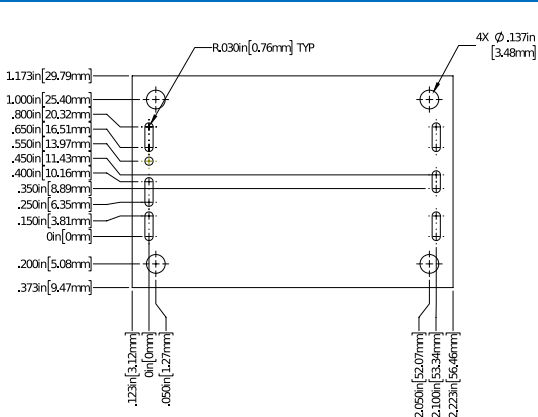 R.030in[0.76mm] TYP
4X Ø.137in
[3.48mm]
1.173in[29.79mm]
1.000in[25.40mm]
.800in[20.32mm]
.650in[16.51mm]
.550in[13.97mm]
.450in[11.43mm]
.400in[10.16mm]
.350in[8.89mm]
.250in[6.35mm]
.150in[3.81mm]
0in[0mm]
.200in[5.08mm]
.373in[9.47mm]
.123in[3.12mm]
0in[0mm]
.050in[1.27mm]
2.050in[52.07mm]
2.100in[53.34mm]
2.223in[56.46mm]